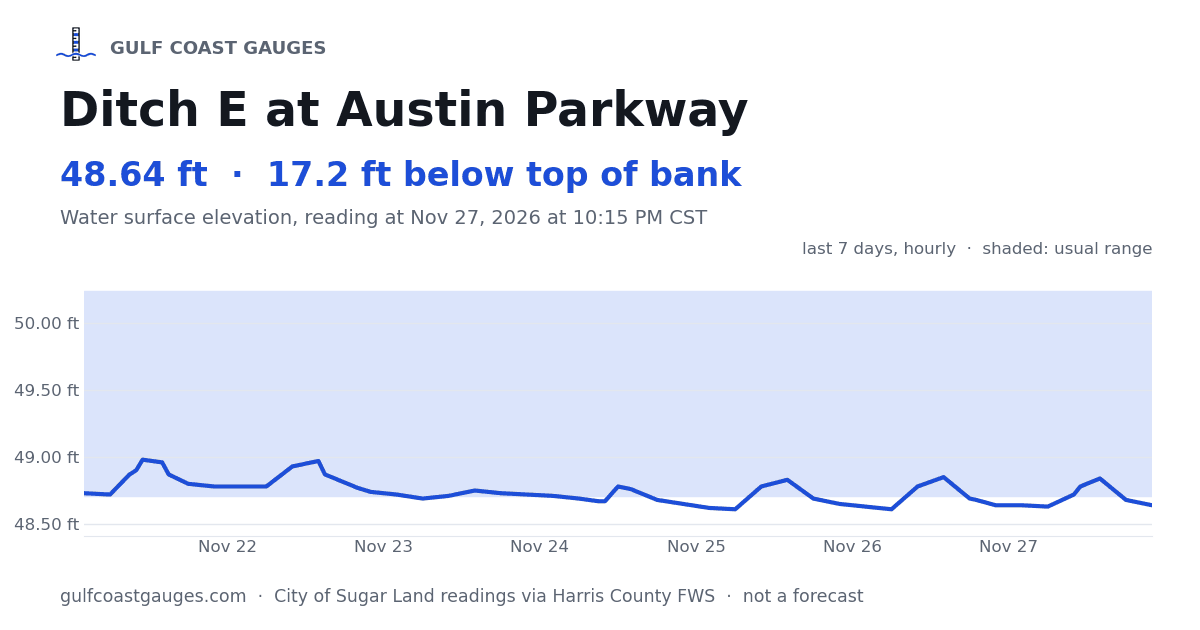 GULF COAST GAUGES
Ditch E at Austin Parkway
48.64 ft · 17.2 ft below top of bank
Water surface elevation, reading at Nov 27, 2026 at 10:15 PM CST
last 7 days, hourly · shaded: usual range
50.00 ft
49.50 ft
49.00 ft
48.50 ft
Nov 22 Nov 23 Nov 24 Nov 25 Nov 26 Nov 27
gulfcoastgauges.com · City of Sugar Land readings via Harris County FWS · not a forecast